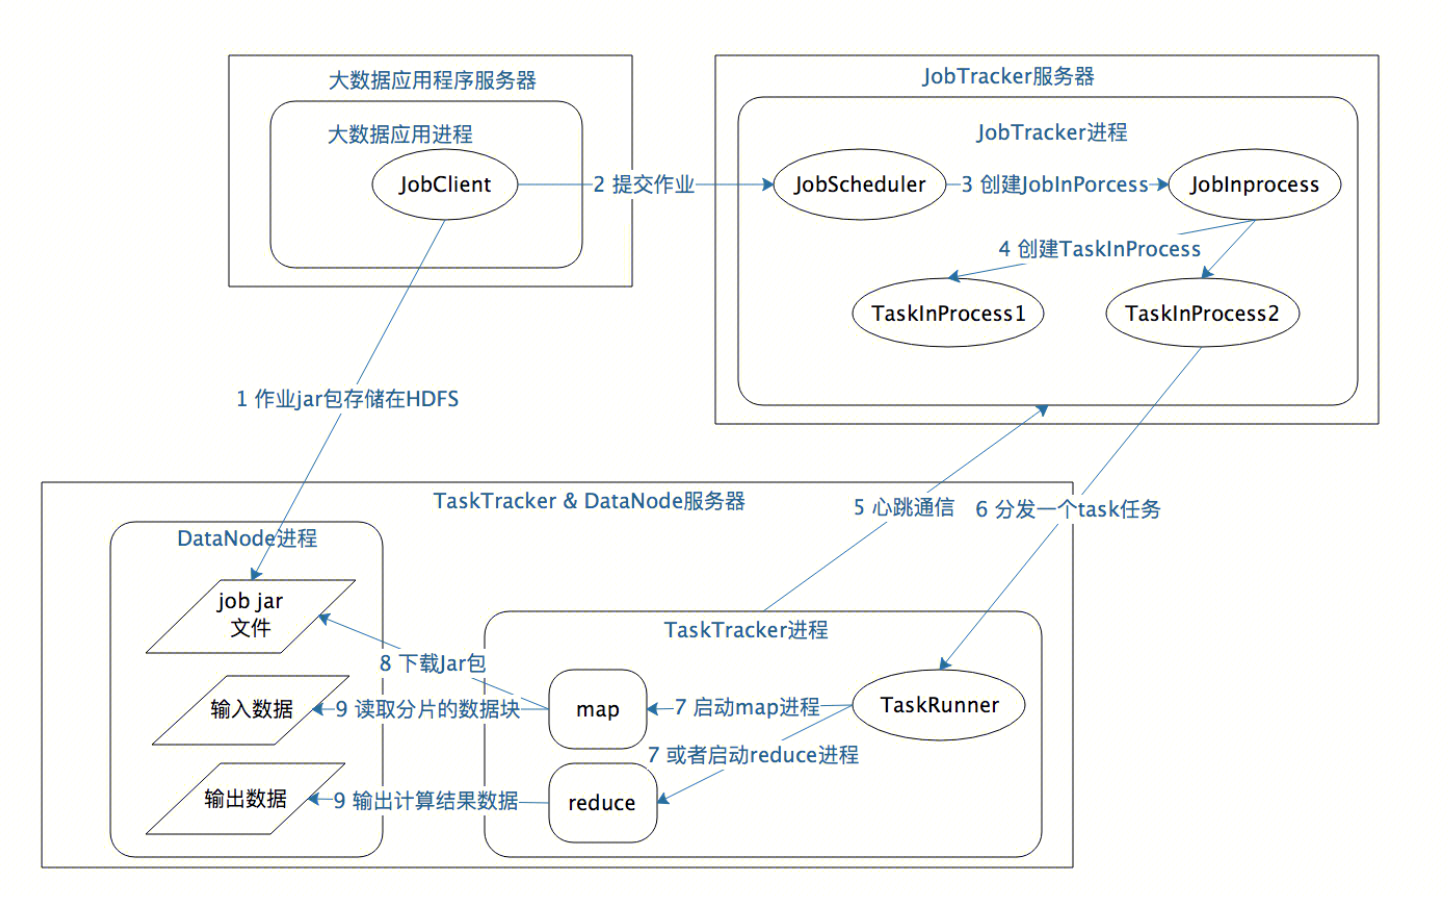 大数据应用程序服务器
JobTracker服务器
大数据应用进程
JobTracker进程
JobClient
2 提交作业
JobScheduler
3 创建JobInPorcess
JobInprocess
4 创建TaskInProcess
TaskInProcess1
TaskInProcess2
1 作业jar包存储在HDFS
TaskTracker & DataNode服务器
5 心跳通信
6 分发一个task任务
DataNode进程
job jar
文件
TaskTracker进程
8 下载Jar包
输入数据
9 读取分片的数据块
map
7 启动map进程
TaskRunner
7 或者启动reduce进程
输出数据
9 输出计算结果数据
reduce